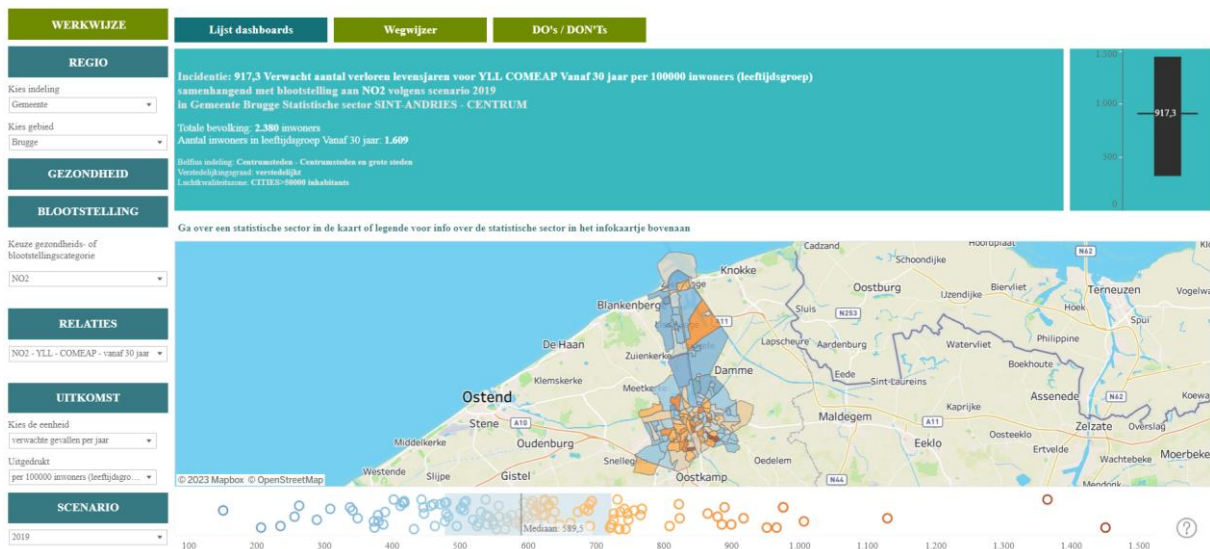 WERKWIJZE
Lijst dashboards
Wegwijzer
DO's / DON'Ts
REGIO
Kies indeling
Gemeente
Kies gebied
Brugge
GEZONDHEID
BLOOTSTELLING
Keuze gezondheids- of
blootstellingscategorie
NO2
RELATIES
NO2 - YLL - COMEAP - vanaf 30 jaar
UITKOMST
Kies de eenheid
verwachte gevallen per jaar
Uitgedrukt
per 100000 inwoners (leeftijdsgro...
SCENARIO
2019
Incidentie: 917,3 Verwacht aantal verloren levensjaren voor YLL COMEAP Vanaf 30 jaar per 100000 inwoners (leeftijdsgroep)
samenhangend met blootstelling aan NO2 volgens scenario 2019
in Gemeente Brugge Statistische sector SINT-ANDRIES - CENTRUM
Totale bevolking: 2.380 inwoners
Aantal inwoners in leeftijdsgroep Vanaf 30 jaar: 1.609
Belfius indeling: Centrumsteden - Centrumsteden en grote steden
Verstedelijkingsgraad: verstedelijkt
Luchtkwaliteitszone: CITIES>50000 inhabitants
1.500
1.000
917,3
500
0
Ga over een statistische sector in de kaart of legende voor info over de statistische sector in het infokaartje bovenaan
Cadzand
Hoofdplaat
N62
Schoondijke
Knokke
Oostburg
Biervliet
Terneuzen
IJzendijke
Vogelwa
Hoek
Blankenberg
Sluis
N253
Spui
A11
De Haan
Lapscheure
Aardenburg
Watervliet
Philippine
Zuienkerke
Boekhoute
Klemskerke
Meetkerke
Damme
Eede
Sint-Laureins
Assenede
N62
Koewa
Ostend
Stene
A10
Maldegem
Kaprijke
Zelzate
Overslag
Oudenburg
A11
Middelkerke
Eeklo
Oosteeklo
Ertvelde
Wachtebeke
Moerbeke
Snelleg
Oedelem
Westende
Slijpe
Gistel
Oostkamp
N44
Mendonk
© 2023 Mapbox © OpenStreetMap
Mediaan: 589,5
100 200 300 400 500 600 700 800 900 1.000 1.100 1.200 1.300 1.400 1.500
?